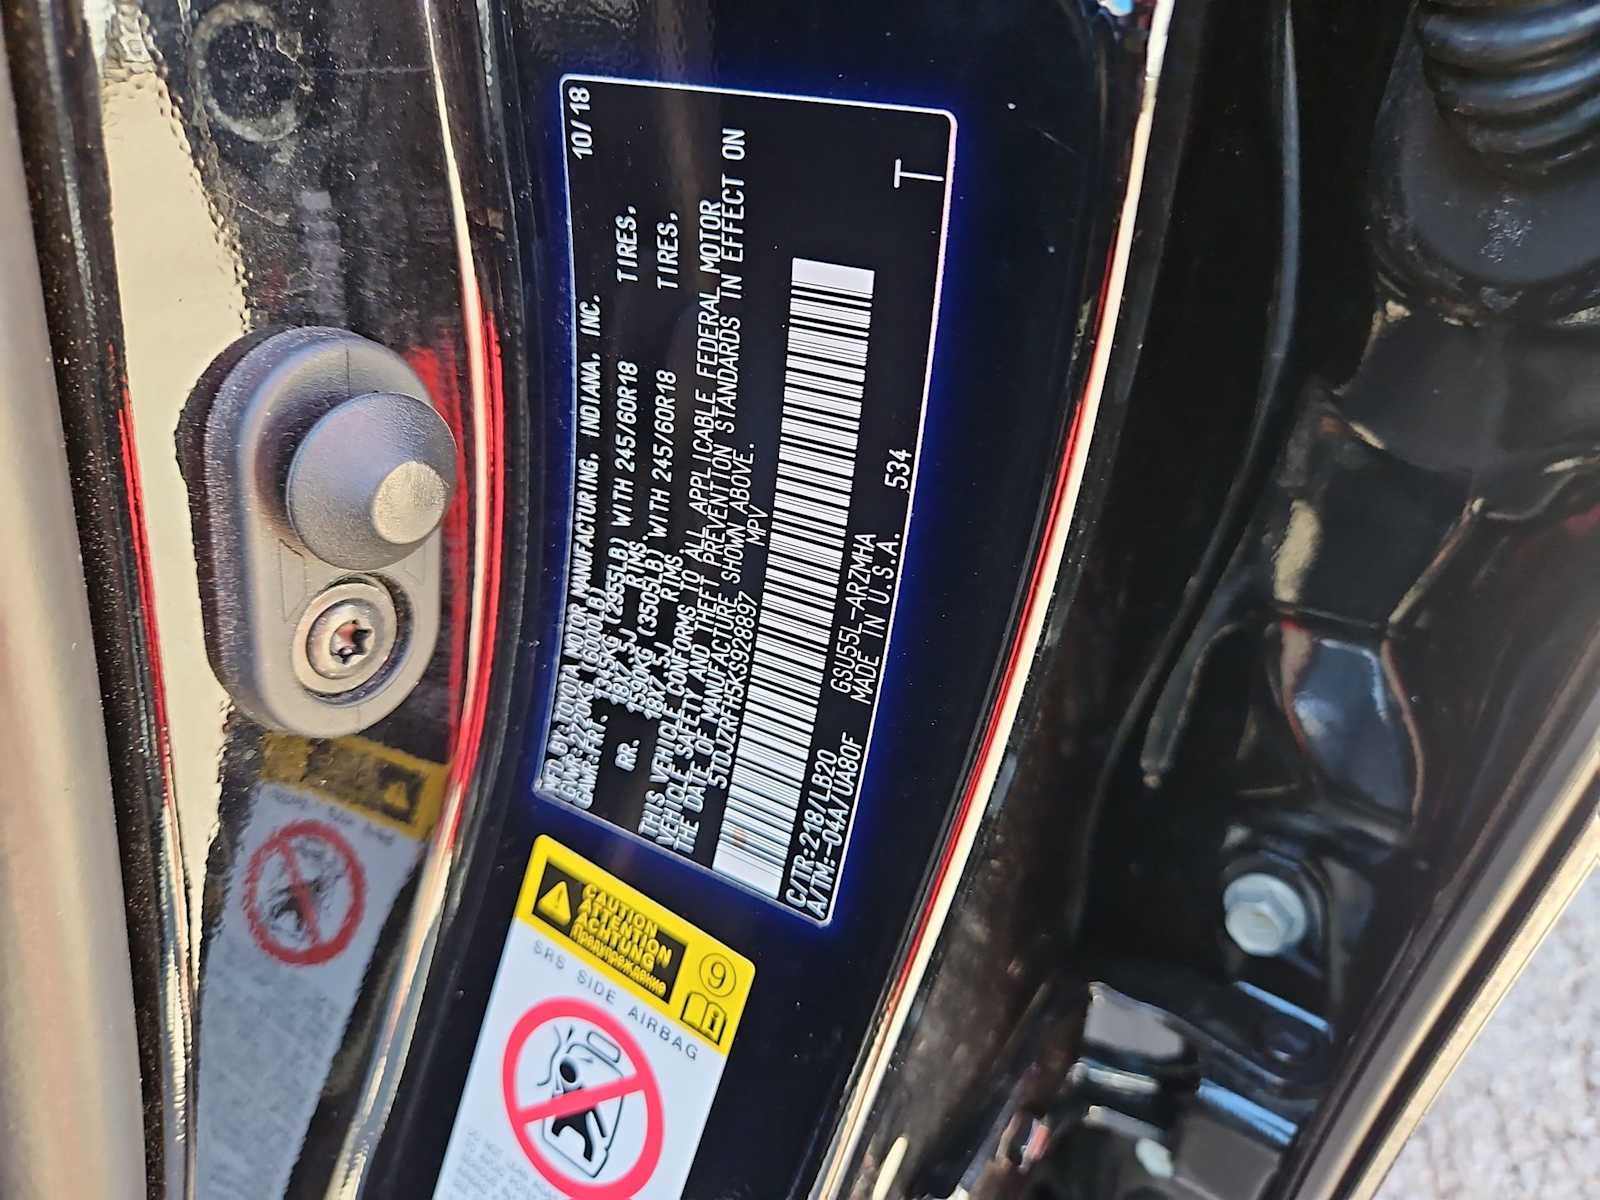 MFD.BY:TOYOTA MOTOR MANUFACTURING, INDIANA, INC. 10/18
GVWR:2720KG (6000LB)
GAWR:FRT. 1345KG (2955LB) WITH 245/60R18 TIRES,
18X7.5J RIMS
RR. 1590KG (3505LB) WITH 245/60R18 TIRES,
18X7.5J RIMS.
THIS VEHICLE CONFORMS TO ALL APPLICABLE FEDERAL MOTOR
VEHICLE SAFETY AND THEFT PREVENTION STANDARDS IN EFFECT ON
THE DATE OF MANUFACTURE SHOWN ABOVE.
5TDJZRFH5KS928897 MPV
C/TR:218/LB20 GSU55L-ARZMHA 534
A/TM:-04A/UA80F MADE IN U.S.A. T
CAUTION
ATTENTION
ACHTUNG
Предупреждение
9
i
SRS SIDE AIRBAG